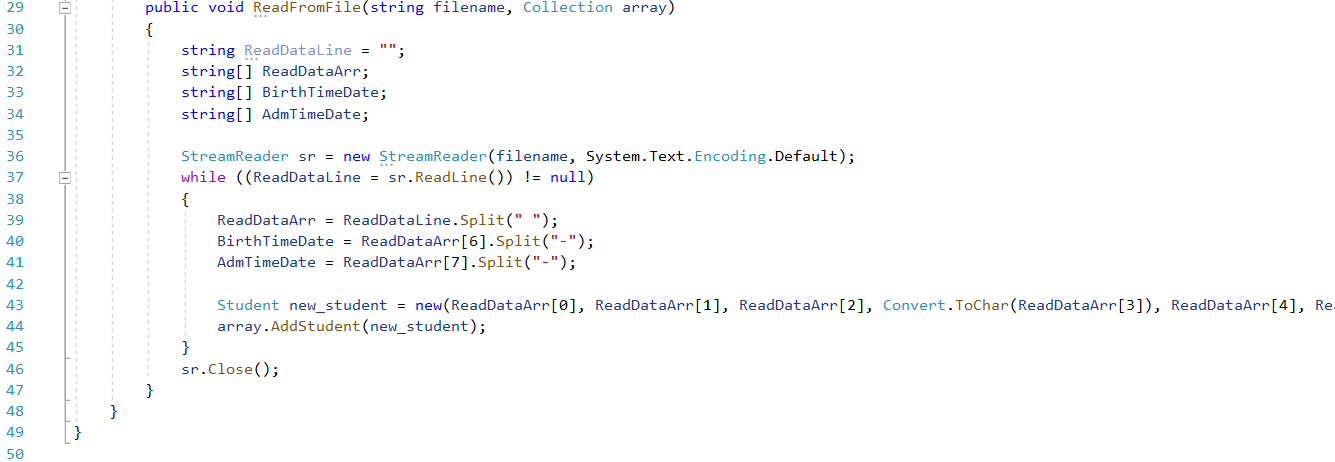 29 public void ReadFromFile(string filename, Collection array)
30 {
31 string ReadDataLine = "";
32 string[] ReadDataArr;
33 string[] BirthTimeDate;
34 string[] AdmTimeDate;
35
36 StreamReader sr = new StreamReader(filename, System.Text.Encoding.Default);
37 while ((ReadDataLine = sr.ReadLine()) != null)
38 {
39 ReadDataArr = ReadDataLine.Split(" ");
40 BirthTimeDate = ReadDataArr[6].Split("-");
41 AdmTimeDate = ReadDataArr[7].Split("-");
42
43 Student new_student = new(ReadDataArr[0], ReadDataArr[1], ReadDataArr[2], Convert.ToChar(ReadDataArr[3]), ReadDataArr[4], Re
44 array.AddStudent(new_student);
45 }
46 sr.Close();
47 }
48 }
49 }
50